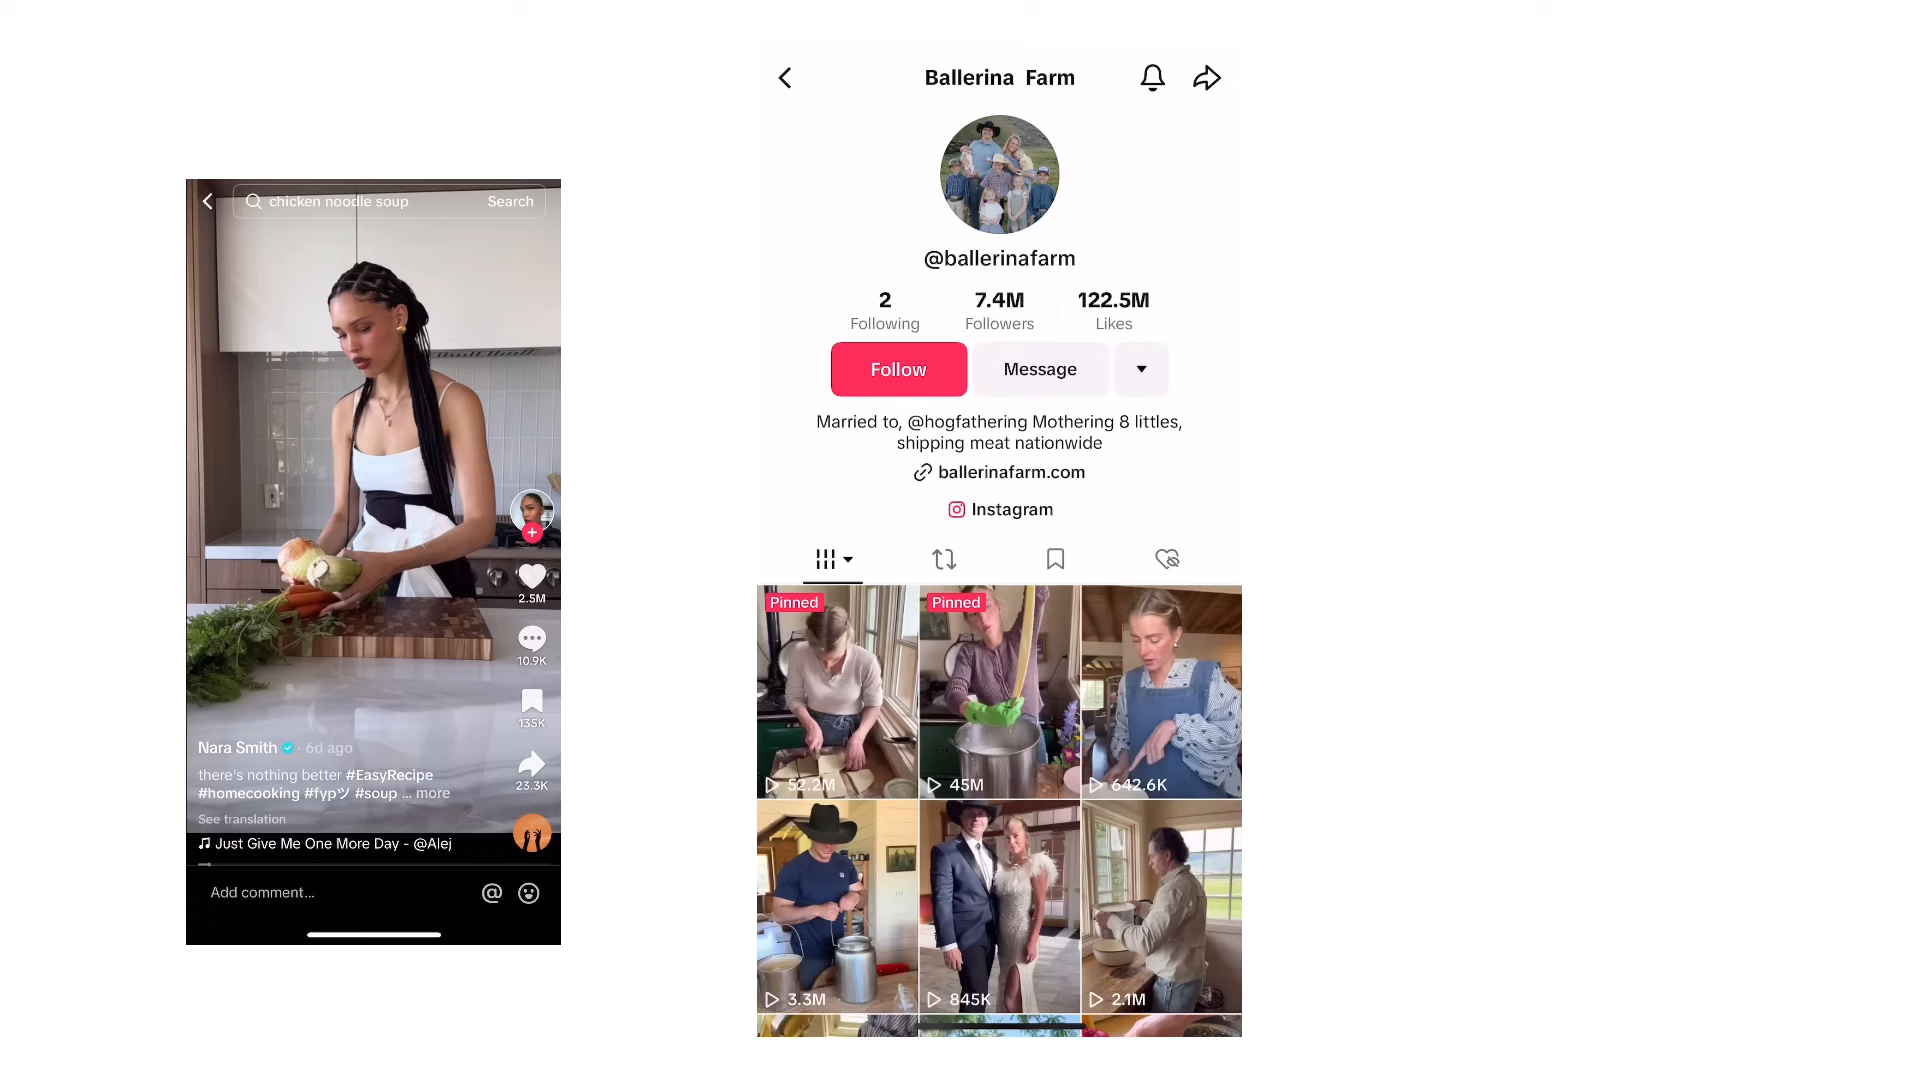 chicken noodle soup
Search
2.5M
10.9K
135K
23.3K
Nara Smith · 6d ago
there's nothing better #EasyRecipe
#homecooking #fypツ #soup ... more
See translation
Just Give Me One More Day - @Alej
Add comment...
Ballerina Farm
@ballerinafarm
2
7.4M
122.5M
Following
Followers
Likes
Follow
Message
Married to, @hogfathering Mothering 8 littles,
shipping meat nationwide
ballerinafarm.com
Instagram
Pinned
Pinned
52.2M
45M
642.6K
3.3M
845K
2.1M